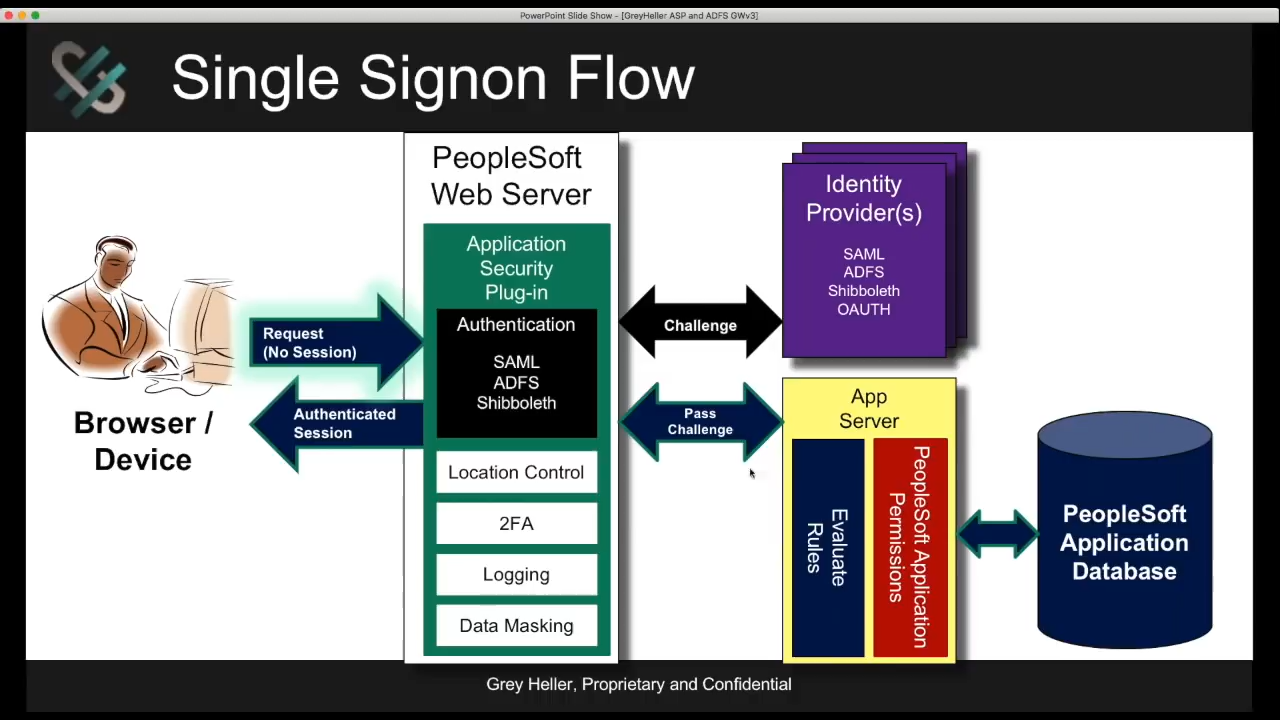 PowerPoint Slide Show - [GreyHeller ASP and ADFS GWv3]
Single Signon Flow
PeopleSoft
Web Server
Application
Security
Plug-in
Authentication
SAML
ADFS
Shibboleth
Location Control
2FA
Logging
Data Masking
Request
(No Session)
Authenticated
Session
Browser /
Device
Challenge
Pass
Challenge
Identity
Provider(s)
SAML
ADFS
Shibboleth
OAUTH
App
Server
Evaluate
Rules
PeopleSoft Application
Permissions
PeopleSoft
Application
Database
Grey Heller, Proprietary and Confidential